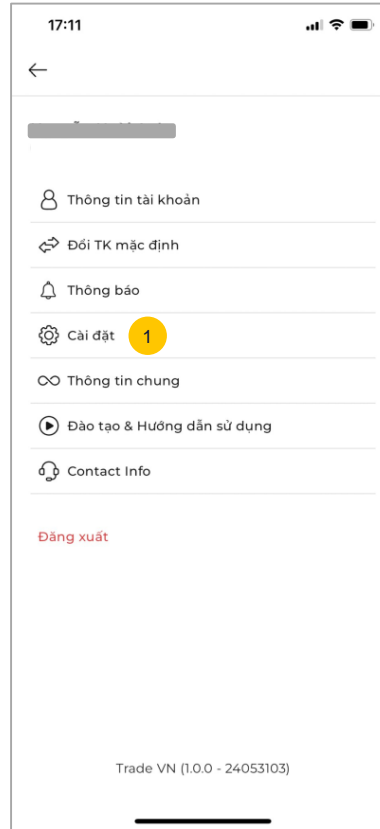 17:11
Thông tin tài khoản
Đổi TK mặc định
Thông báo
Cài đặt 1
Thông tin chung
Đào tạo & Hướng dẫn sử dụng
Contact Info
Đăng xuất
Trade VN (1.0.0 - 24053103)